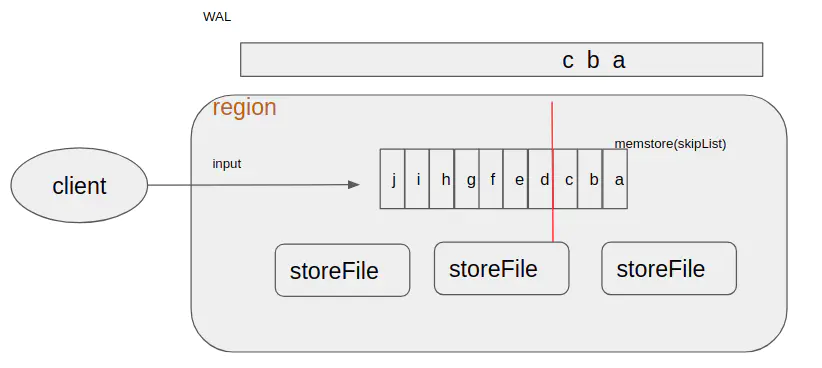 WAL
c b a
region
memstore(skipList)
input
client
j i h g f e d c b a
storeFile storeFile storeFile